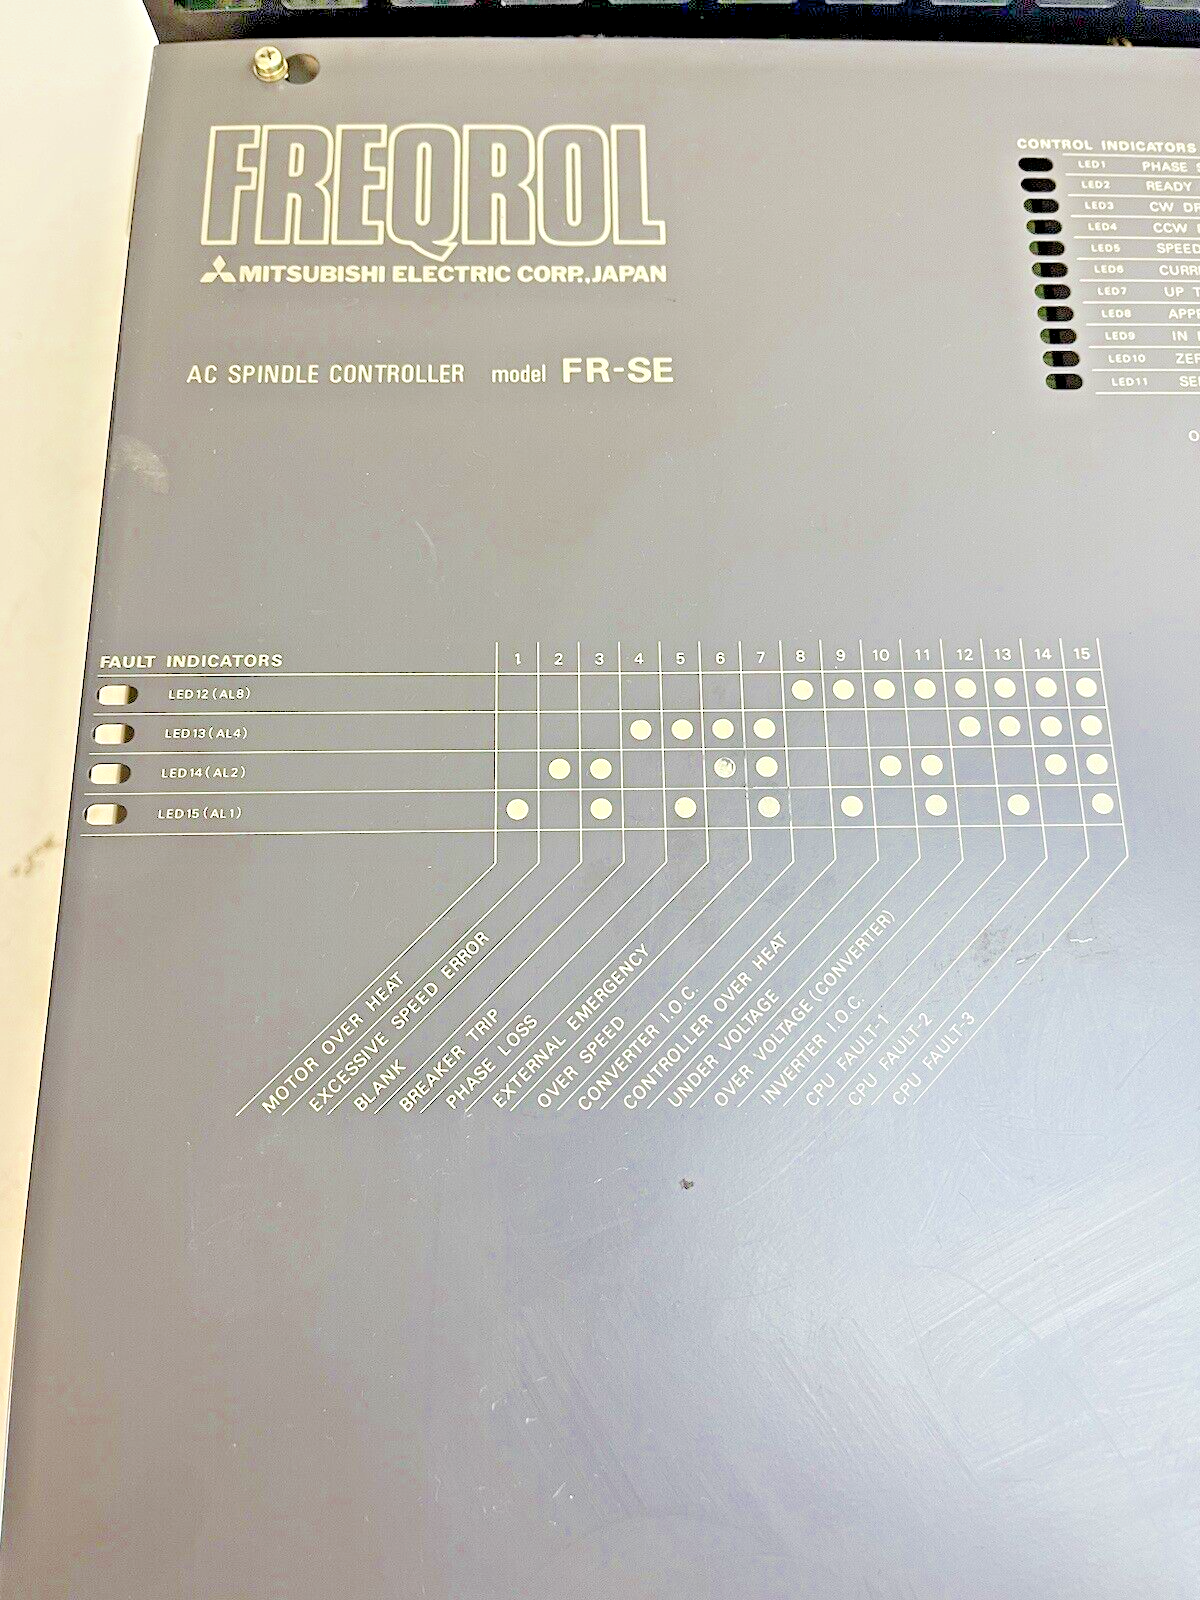 FREQROL
MITSUBISHI ELECTRIC CORP., JAPAN
AC SPINDLE CONTROLLER model FR-SE
CONTROL INDICATORS
LED1 PHASE
LED2 READY
LED3 CW
LED4 CCW
LED5 SPEED
LED6
LED7 UP
LED8
LED9 IN
LED10
LED11
FAULT INDICATORS 1 2 3 4 5 6 7 8 9 10 11 12 13 14 15
LED12(AL8)
LED13(AL4)
LED14(AL2)
LED15(AL1)
MOTOR OVER HEAT
EXCESSIVE SPEED ERROR
BLANK
BREAKER TRIP
PHASE LOSS
EXTERNAL EMERGENCY
OVER SPEED
CONVERTER I.O.C.
CONTROLLER OVER HEAT
UNDER VOLTAGE
OVER VOLTAGE (CONVERTER)
INVERTER I.O.C.
CPU FAULT-1
CPU FAULT-2
CPU FAULT-3